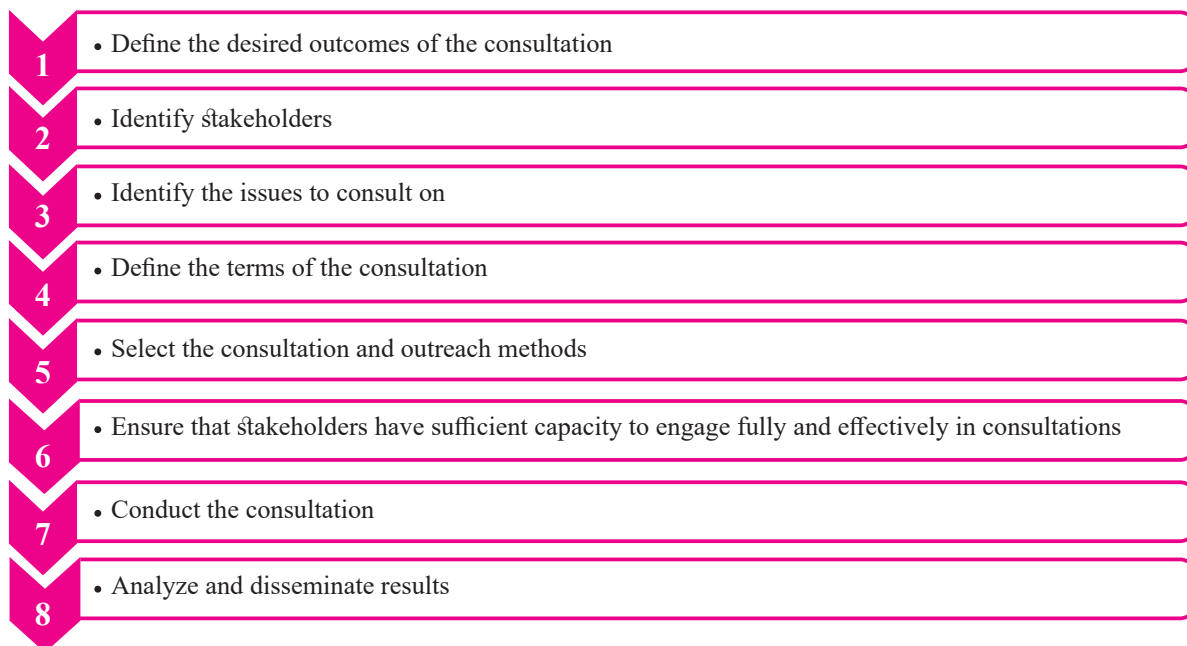 1
• Define the desired outcomes of the consultation
2
• Identify stakeholders
3
• Identify the issues to consult on
4
• Define the terms of the consultation
5
• Select the consultation and outreach methods
6
• Ensure that stakeholders have sufficient capacity to engage fully and effectively in consultations
7
• Conduct the consultation
8
• Analyze and disseminate results